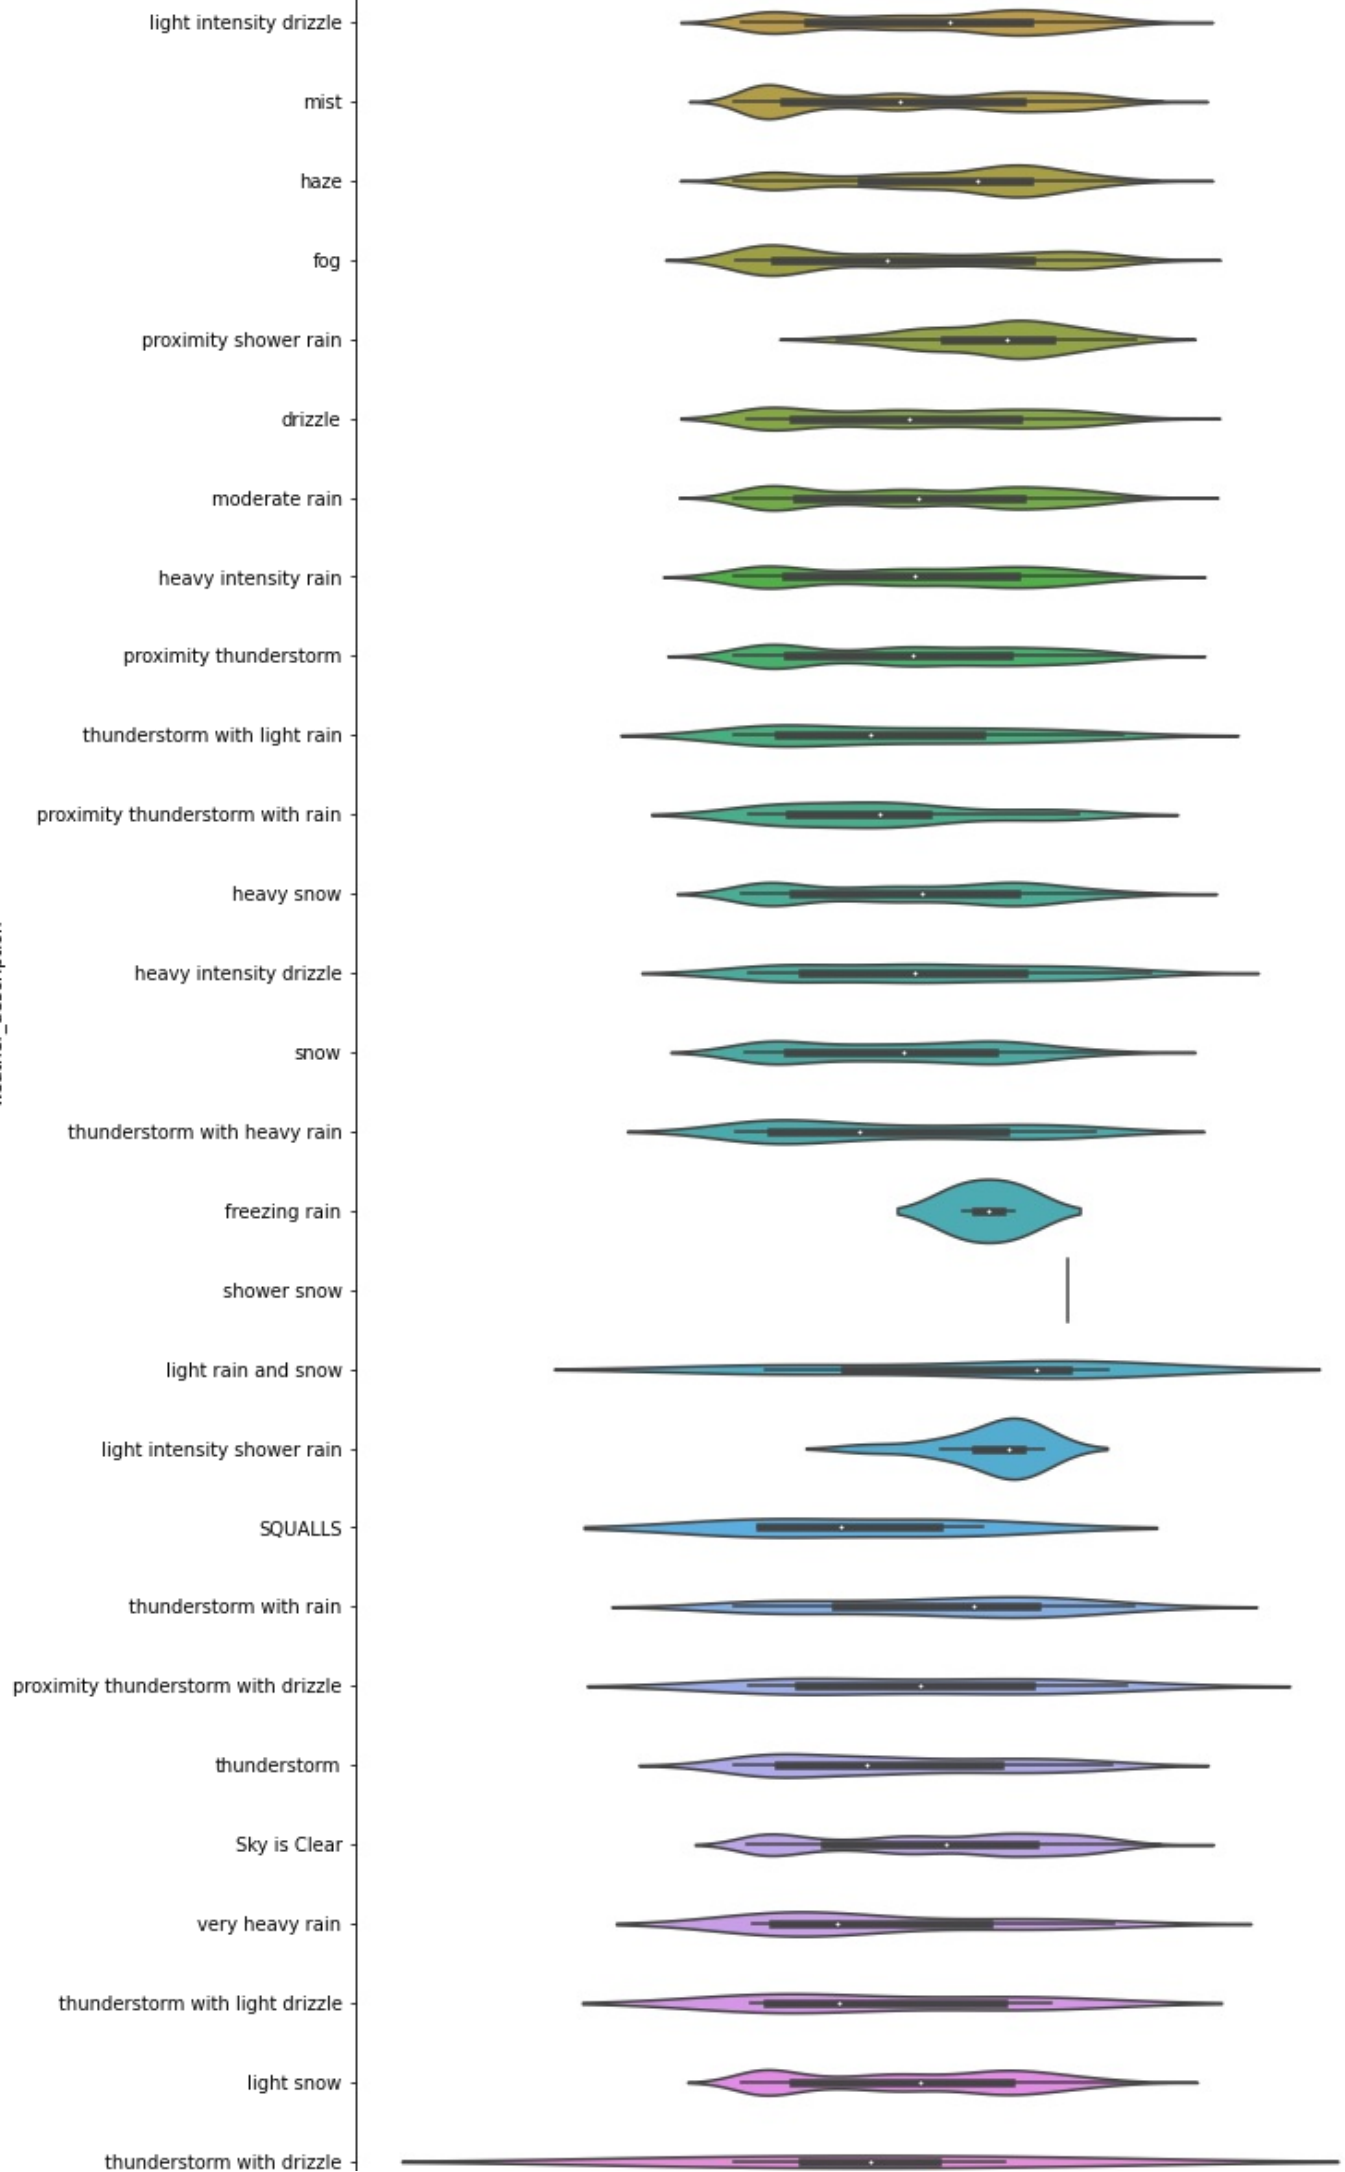 light intensity drizzle
mist
haze
fog
proximity shower rain
drizzle
moderate rain
heavy intensity rain
proximity thunderstorm
thunderstorm with light rain
proximity thunderstorm with rain
heavy snow
heavy intensity drizzle
snow
thunderstorm with heavy rain
freezing rain
shower snow
light rain and snow
light intensity shower rain
SQUALLS
thunderstorm with rain
proximity thunderstorm with drizzle
thunderstorm
Sky is Clear
very heavy rain
thunderstorm with light drizzle
light snow
thunderstorm with drizzle